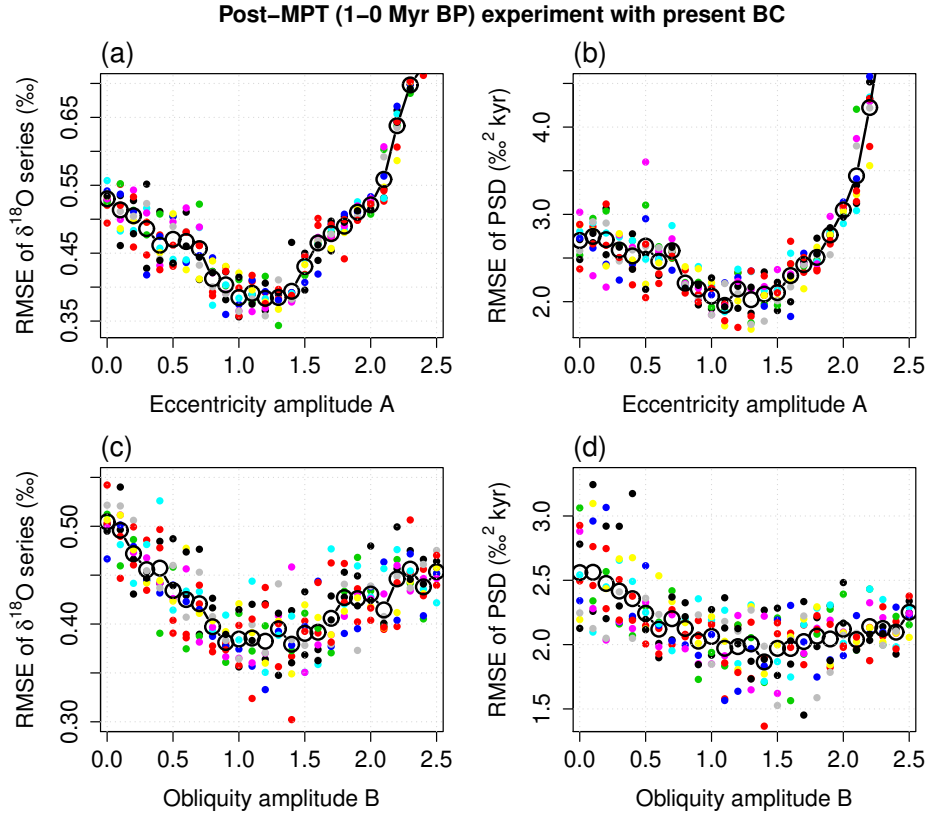 Post−MPT (1−0 Myr BP) experiment with present BC
(a)
RMSE of δ¹⁸O series (‰)
0.35 0.45 0.55 0.65
0.0 0.5 1.0 1.5 2.0 2.5
Eccentricity amplitude A
(b)
RMSE of PSD (‰² kyr)
2.0 3.0 4.0
0.0 0.5 1.0 1.5 2.0 2.5
Eccentricity amplitude A
(c)
RMSE of δ¹⁸O series (‰)
0.30 0.40 0.50
0.0 0.5 1.0 1.5 2.0 2.5
Obliquity amplitude B
(d)
RMSE of PSD (‰² kyr)
1.5 2.0 2.5 3.0
0.0 0.5 1.0 1.5 2.0 2.5
Obliquity amplitude B